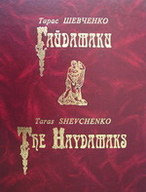 Тарас ШЕВЧЕНКО
Гайдамаки
Taras SHEVCHENKO
The Haydamaks